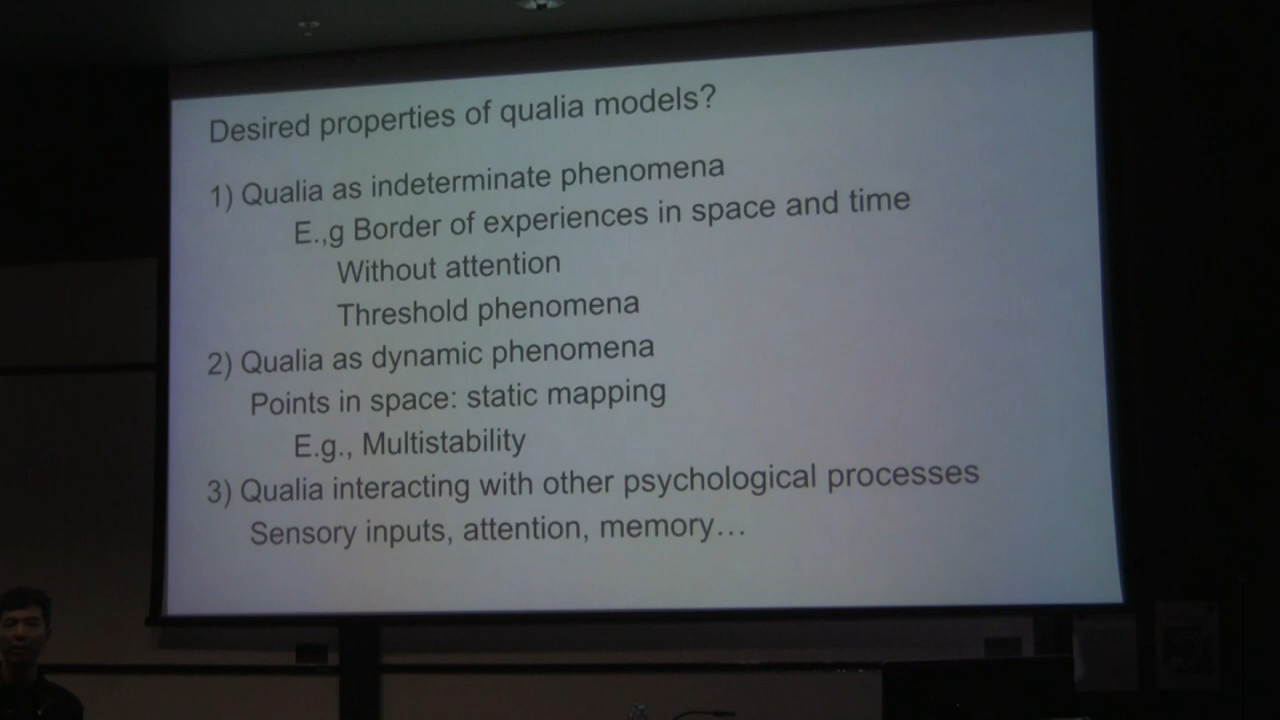 Desired properties of qualia models?
1) Qualia as indeterminate phenomena
E.,g Border of experiences in space and time
Without attention
Threshold phenomena
2) Qualia as dynamic phenomena
Points in space: static mapping
E.g., Multistability
3) Qualia interacting with other psychological processes
Sensory inputs, attention, memory…